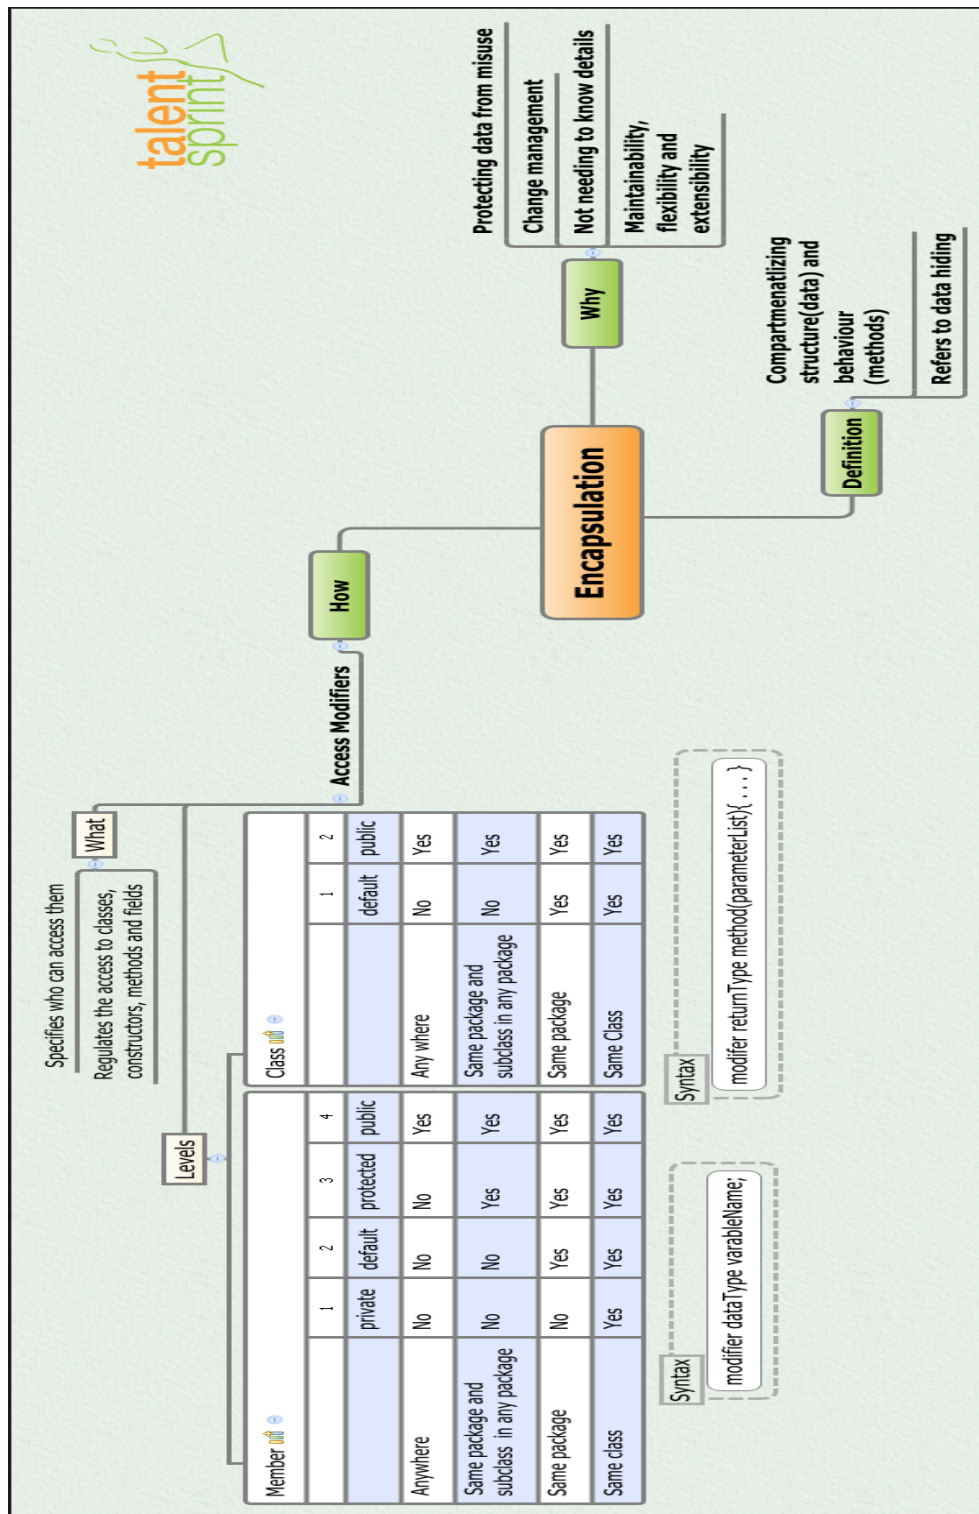 talent
sprint
Encapsulation
Why
Protecting data from misuse
Change management
Not needing to know details
Maintainability,
flexibility and
extensibility
Definition
Compartmenatlizing
structure(data) and
behaviour
(methods)
Refers to data hiding
How
Access Modifiers
What
Specifies who can access them
Regulates the access to classes,
constructors, methods and fields
Levels
Member
1 2 3 4
private default protected public
Anywhere No No No Yes
Same package and
subclass in any package No No Yes Yes
Same package No Yes Yes Yes
Same class Yes Yes Yes Yes
Class
1 2
default public
Any where No Yes
Same package and
subclass in any package No Yes
Same package Yes Yes
Same Class Yes Yes
Syntax
modifier dataType varableName;
Syntax
modifer returnType method(parameterList){ . . . }